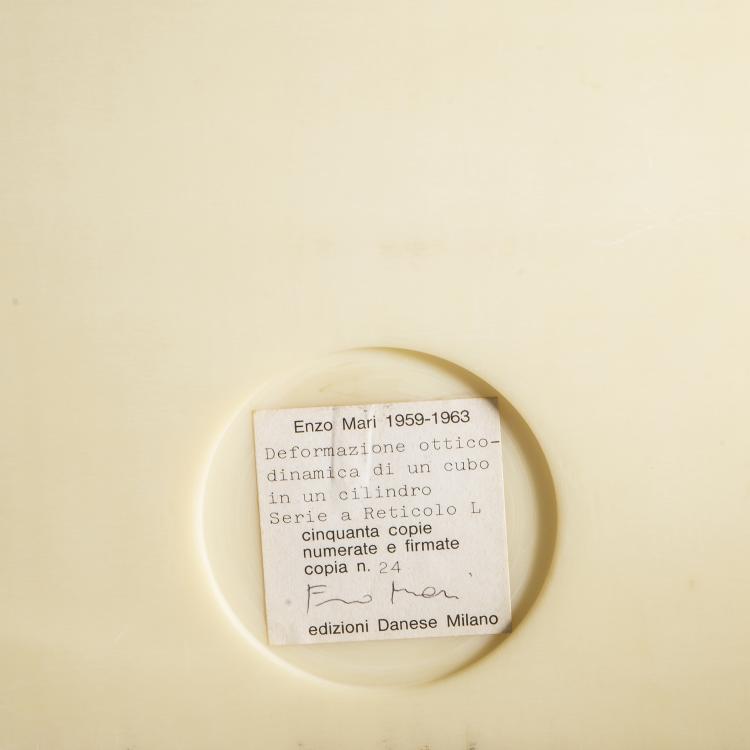 Enzo Mari 1959-1963
Deformazione ottico-
dinamica di un cubo
in un cilindro
Serie a Reticolo L
cinquanta copie
numerate e firmate
copia n. 24
Enzo Mari
edizioni Danese Milano